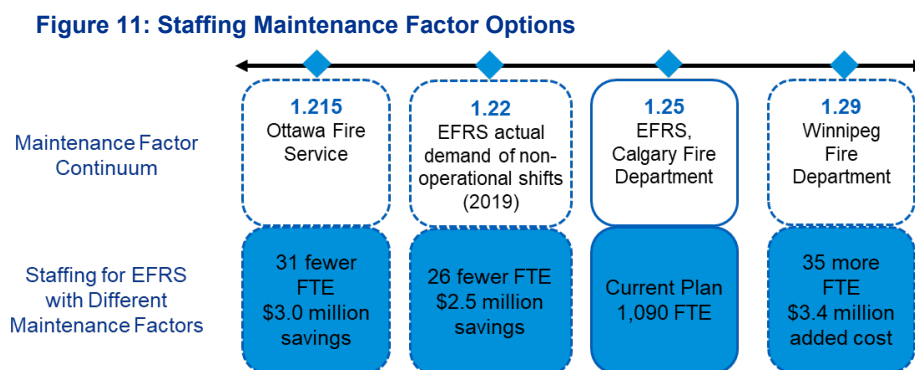 Figure 11: Staffing Maintenance Factor Options
Maintenance Factor
Continuum
1.215
Ottawa Fire
Service
1.22
EFRS actual
demand of non-
operational shifts
(2019)
1.25
EFRS,
Calgary Fire
Department
1.29
Winnipeg
Fire
Department
Staffing for EFRS
with Different
Maintenance Factors
31 fewer
FTE
$3.0 million
savings
26 fewer FTE
$2.5 million
savings
Current Plan
1,090 FTE
35 more
FTE
$3.4 million
added cost